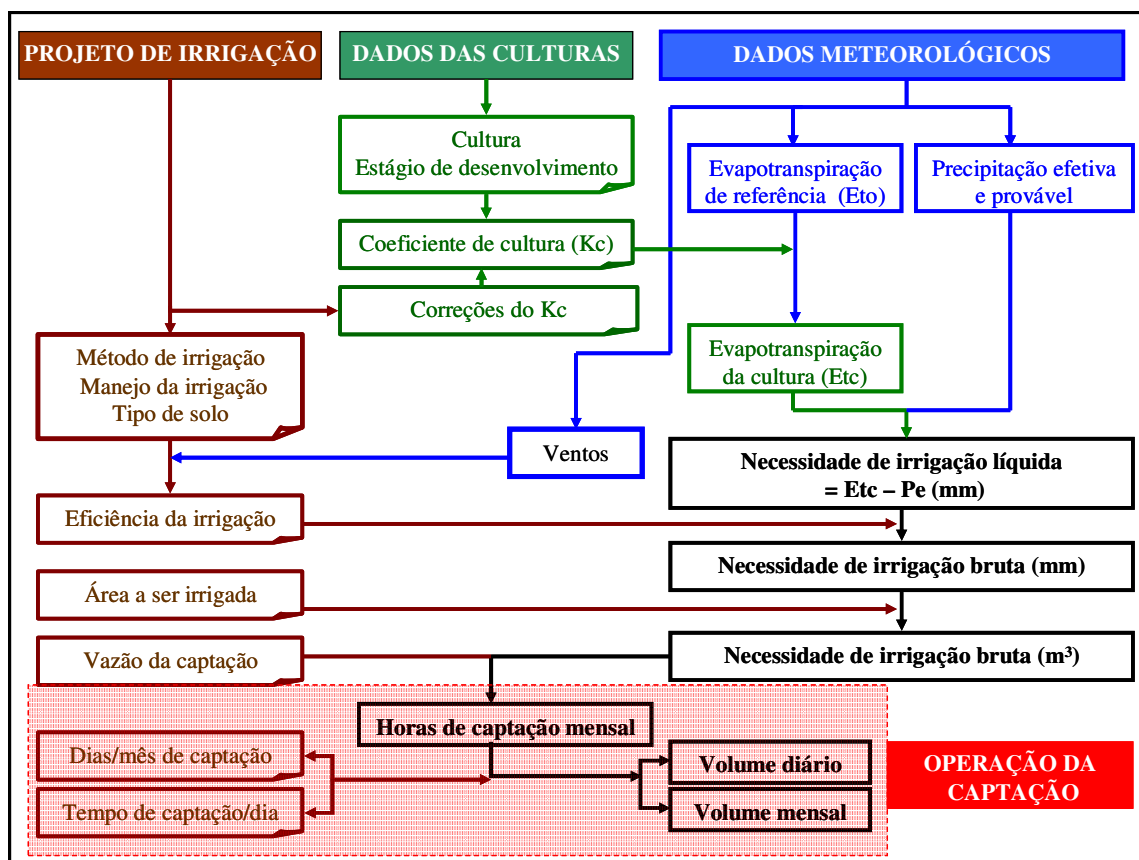 PROJETO DE IRRIGAÇÃO
DADOS DAS CULTURAS
DADOS METEOROLÓGICOS
Cultura
Estágio de desenvolvimento
Evapotranspiração
de referência (Eto)
Precipitação efetiva
e provável
Coeficiente de cultura (Kc)
Correções do Kc
Método de irrigação
Manejo da irrigação
Tipo de solo
Evapotranspiração
da cultura (Etc)
Ventos
Necessidade de irrigação líquida
= Etc – Pe (mm)
Eficiência da irrigação
Necessidade de irrigação bruta (mm)
Área a ser irrigada
Vazão da captação
Necessidade de irrigação bruta (m³)
Horas de captação mensal
Dias/mês de captação
Volume diário
OPERAÇÃO DA
CAPTAÇÃO
Tempo de captação/dia
Volume mensal